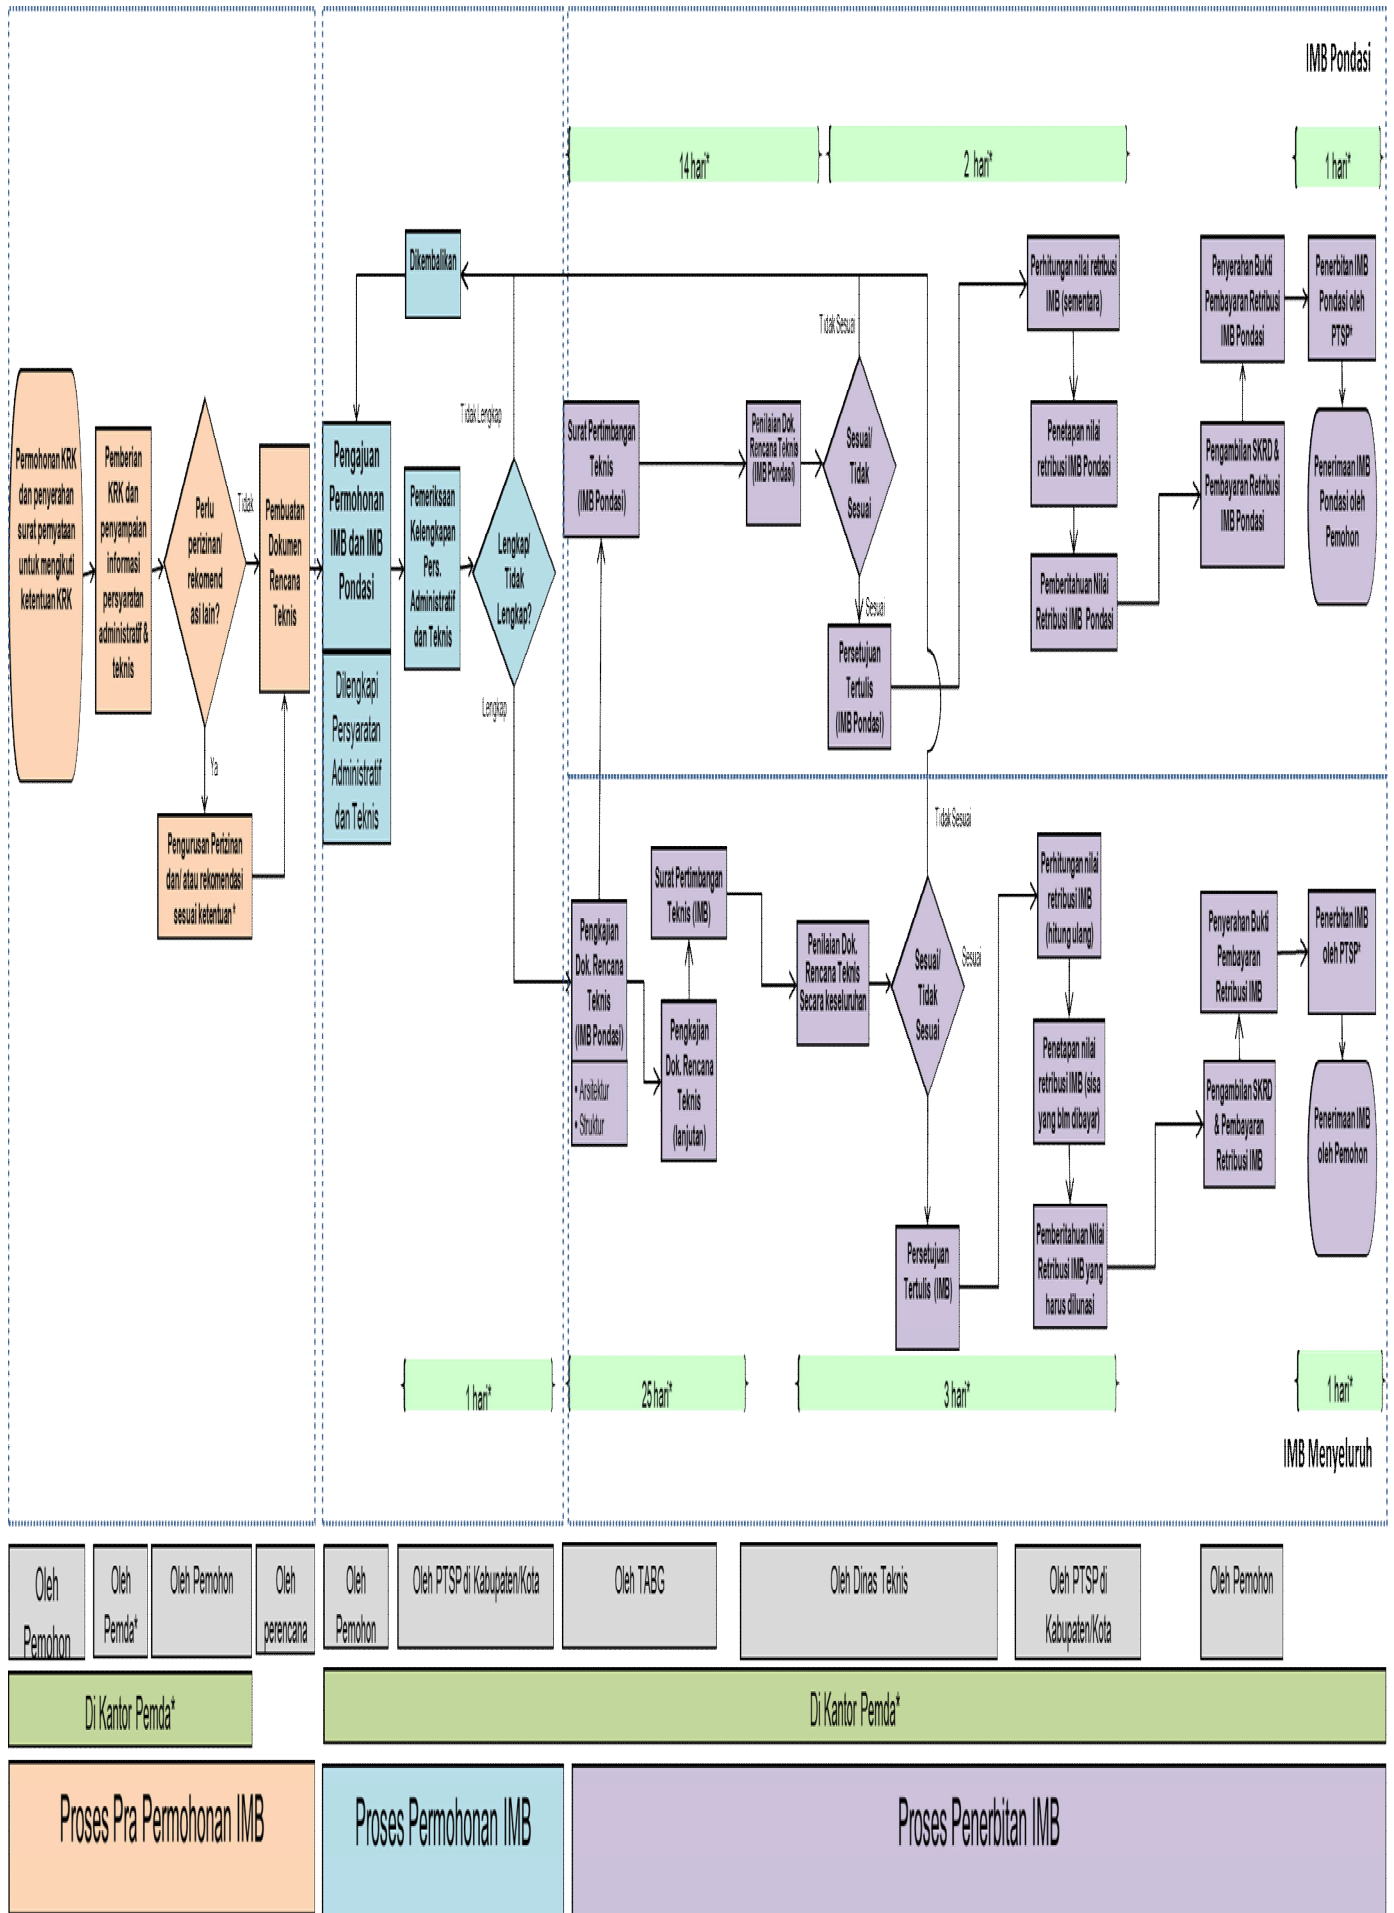 IMB Pondasi
14 hari*
2 hari*
1 hari*
Dikembalikan
Tidak Lengkap
Tidak Sesuai
Permohonan KRK
dan penyerahan
surat pernyataan
untuk mengikuti
ketentuan KRK
Pemberian
KRK dan
penyampaian
informasi
persyaratan
administratif &
teknis
Perlu
perizinan/
rekomend
asi lain?
Tidak
Ya
Pembuatan
Dokumen
Rencana
Teknis
Pengurusan Perizinan
dan/ atau rekomendasi
sesuai ketentuan*
Pengajuan
Permohonan
IMB dan IMB
Pondasi
Dilengkapi
Persyaratan
Administratif
dan Teknis
Pemeriksaan
Kelengkapan
Pers.
Administratif
dan Teknis
Lengkap/
Tidak
Lengkap?
Lengkap
Surat Pertimbangan
Teknis
(IMB Pondasi)
Penilaian Dok.
Rencana Teknis
(IMB Pondasi)
Sesuai/
Tidak
Sesuai
Sesuai
Persetujuan
Tertulis
(IMB Pondasi)
Perhitungan nilai retribusi
IMB (sementara)
Penetapan nilai
retribusi IMB Pondasi
Pemberitahuan Nilai
Retribusi IMB Pondasi
Penyerahan Bukti
Pembayaran Retribusi
IMB Pondasi
Pengambilan SKRD &
Pembayaran Retribusi
IMB Pondasi
Penerbitan IMB
Pondasi oleh
PTSP*
Penerimaan IMB
Pondasi oleh
Pemohon
Tidak Sesuai
Pengkajian
Dok. Rencana
Teknis
(IMB Pondasi)
• Arsitektur
• Struktur
Surat Pertimbangan
Teknis (IMB)
Pengkajian
Dok. Rencana
Teknis
(lanjutan)
Penilaian Dok.
Rencana Teknis
Secara keseluruhan
Sesuai/
Tidak
Sesuai
Sesuai
Persetujuan
Tertulis (IMB)
Perhitungan nilai
retribusi IMB
(hitung ulang)
Penetapan nilai
retribusi IMB (sisa
yang blm dibayar)
Pemberitahuan Nilai
Retribusi IMB yang
harus dilunasi
Penyerahan Bukti
Pembayaran
Retribusi IMB
Pengambilan SKRD
& Pembayaran
Retribusi IMB
Penerbitan IMB
oleh PTSP*
Penerimaan IMB
oleh Pemohon
1 hari*
25 hari*
3 hari*
1 hari*
IMB Menyeluruh
Oleh
Pemohon
Oleh
Pemda*
Oleh Pemohon
Oleh
perencana
Oleh
Pemohon
Oleh PTSP di Kabupaten/Kota
Oleh TABG
Oleh Dinas Teknis
Oleh PTSP di
Kabupaten/Kota
Oleh Pemohon
Di Kantor Pemda*
Di Kantor Pemda*
Proses Pra Permohonan IMB
Proses Permohonan IMB
Proses Penerbitan IMB